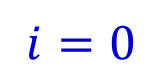 i = 0